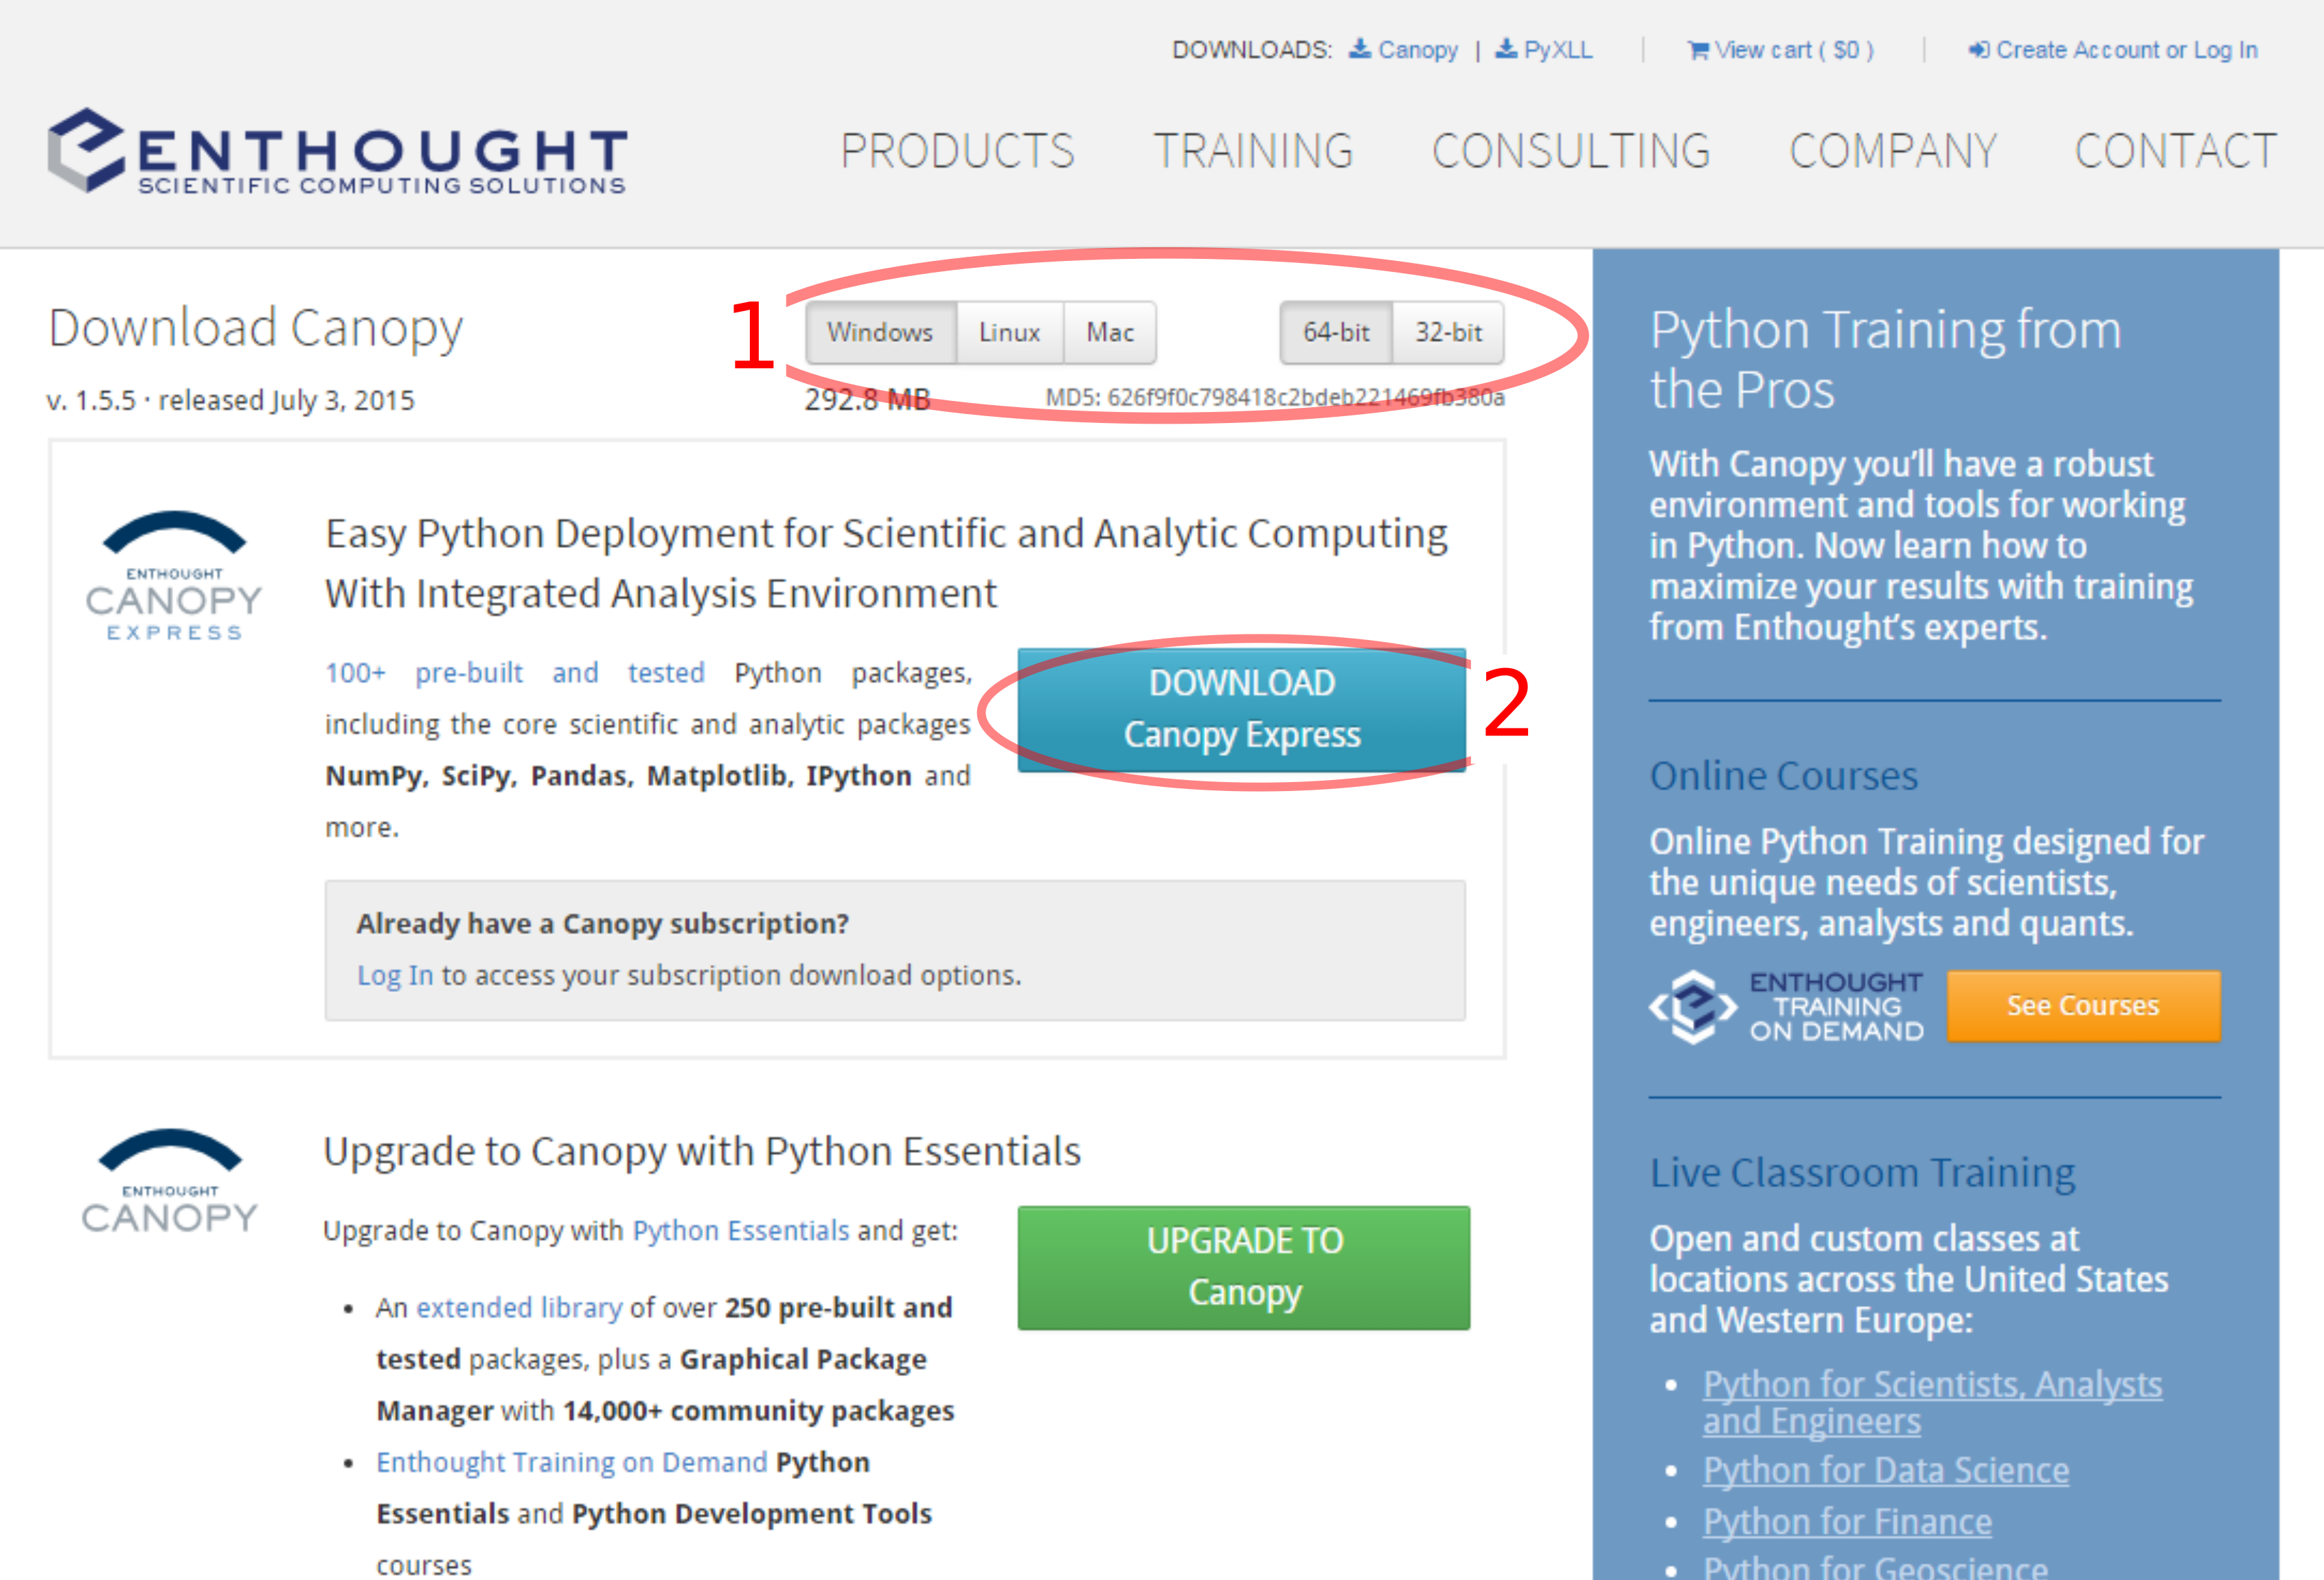 DOWNLOADS: Canopy | PyXLL | View cart ( $0 ) | Create Account or Log In
ENTHOUGHT
SCIENTIFIC COMPUTING SOLUTIONS
PRODUCTS TRAINING CONSULTING COMPANY CONTACT
Download Canopy
1
Windows Linux Mac 64-bit 32-bit
v. 1.5.5 · released July 3, 2015
292.8 MB MD5: 626f9f0c798418c2bdeb221469fb380a
ENTHOUGHT
CANOPY
EXPRESS
Easy Python Deployment for Scientific and Analytic Computing
With Integrated Analysis Environment
100+ pre-built and tested Python packages,
including the core scientific and analytic packages
NumPy, SciPy, Pandas, Matplotlib, IPython and
more.
DOWNLOAD
Canopy Express
2
Already have a Canopy subscription?
Log In to access your subscription download options.
ENTHOUGHT
CANOPY
Upgrade to Canopy with Python Essentials
Upgrade to Canopy with Python Essentials and get:
• An extended library of over 250 pre-built and
tested packages, plus a Graphical Package
Manager with 14,000+ community packages
• Enthought Training on Demand Python
Essentials and Python Development Tools
courses
UPGRADE TO
Canopy
Python Training from
the Pros
With Canopy you'll have a robust
environment and tools for working
in Python. Now learn how to
maximize your results with training
from Enthought's experts.
Online Courses
Online Python Training designed for
the unique needs of scientists,
engineers, analysts and quants.
ENTHOUGHT
TRAINING
ON DEMAND
See Courses
Live Classroom Training
Open and custom classes at
locations across the United States
and Western Europe:
• Python for Scientists, Analysts
and Engineers
• Python for Data Science
• Python for Finance
• Python for Geoscience